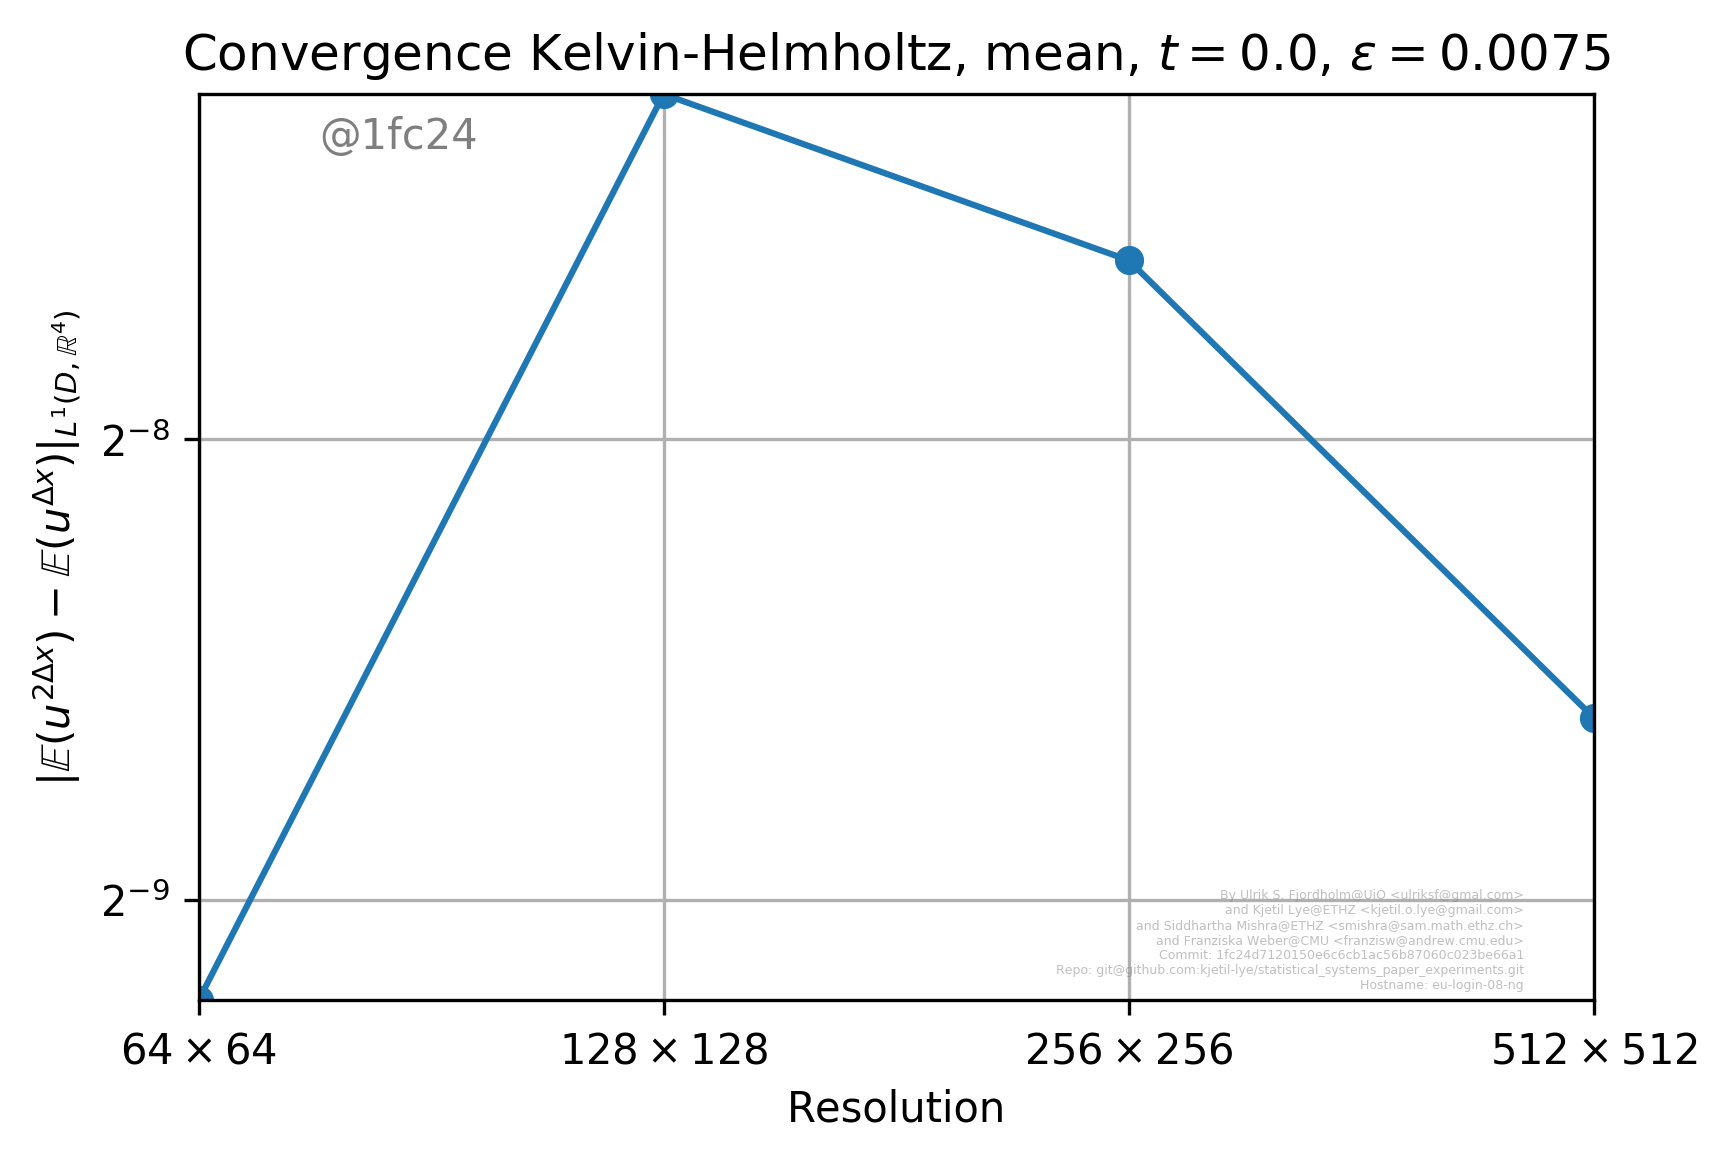 Convergence Kelvin-Helmholtz, mean, t = 0.0, ε = 0.0075
@1fc24
|𝔼(u^{2Δx}) − 𝔼(u^{Δx})|_{L^1(D, ℝ^4)}
2^{−8}
2^{−9}
By Ulrik S. Fjordholm@UiO <ulriksf@gmal.com>
and Kjetil Lye@ETHZ <kjetil.o.lye@gmail.com>
and Siddhartha Mishra@ETHZ <smishra@sam.math.ethz.ch>
and Franziska Weber@CMU <franzisw@andrew.cmu.edu>
Commit: 1fc24d7120150e6c6cb1ac56b87060c023be66a1
Repo: git@github.com:kjetil-lye/statistical_systems_paper_experiments.git
Hostname: eu-login-08-ng
64 × 64 128 × 128 256 × 256 512 × 512
Resolution